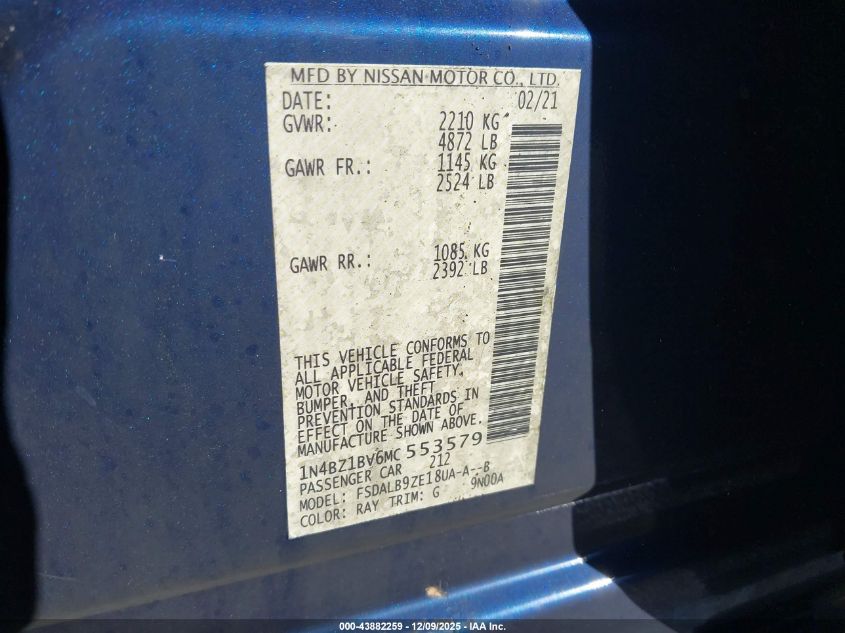 MFD BY NISSAN MOTOR CO., LTD.
DATE: 02/21
GVWR: 2210 KG
4872 LB
GAWR FR.: 1145 KG
2524 LB
GAWR RR.: 1085 KG
2392 LB
THIS VEHICLE CONFORMS TO
ALL APPLICABLE FEDERAL
MOTOR VEHICLE SAFETY,
BUMPER, AND THEFT
PREVENTION STANDARDS IN
EFFECT ON THE DATE OF
MANUFACTURE SHOWN ABOVE.
1N4BZ1BV6MC 553579
PASSENGER CAR 212
MODEL: FSDALB9ZE18UA-A--B
COLOR: RAY TRIM: G 9N00A
000-43882259 - 12/09/2025 - IAA Inc.